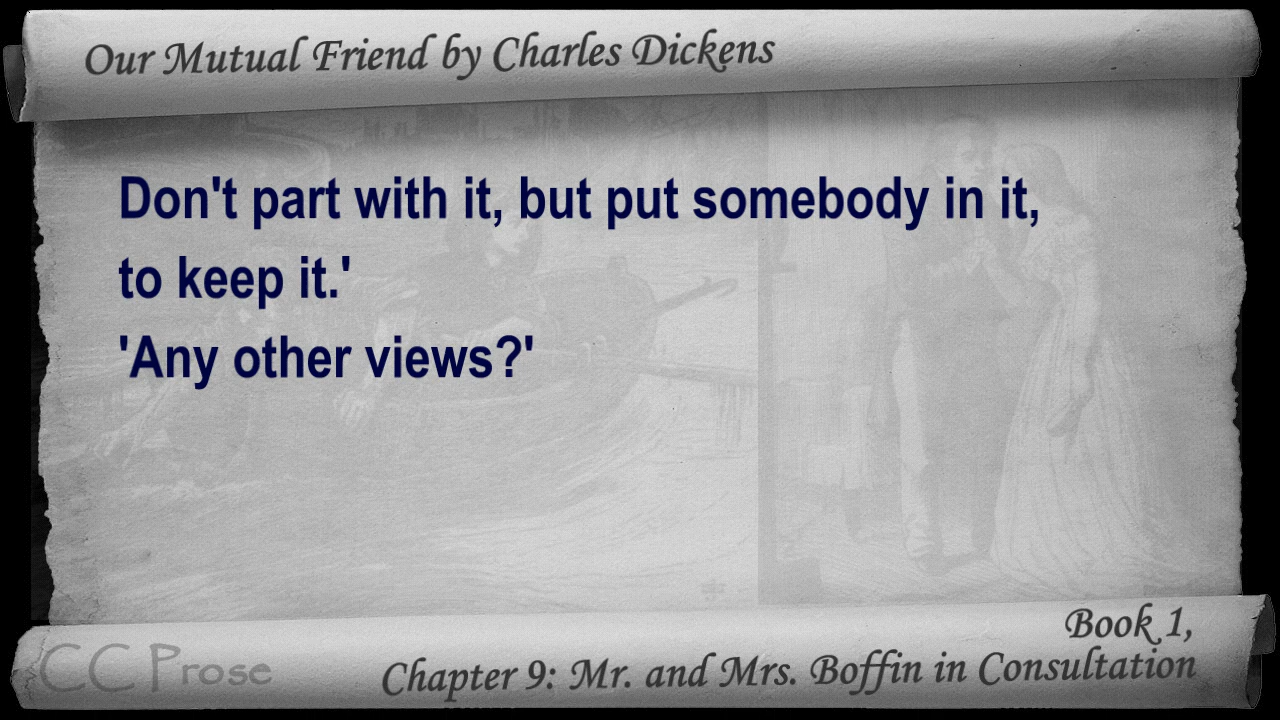 Our Mutual Friend by Charles Dickens
Don't part with it, but put somebody in it,
to keep it.'
'Any other views?'
Book 1,
Chapter 9: Mr. and Mrs. Boffin in Consultation
CC Prose